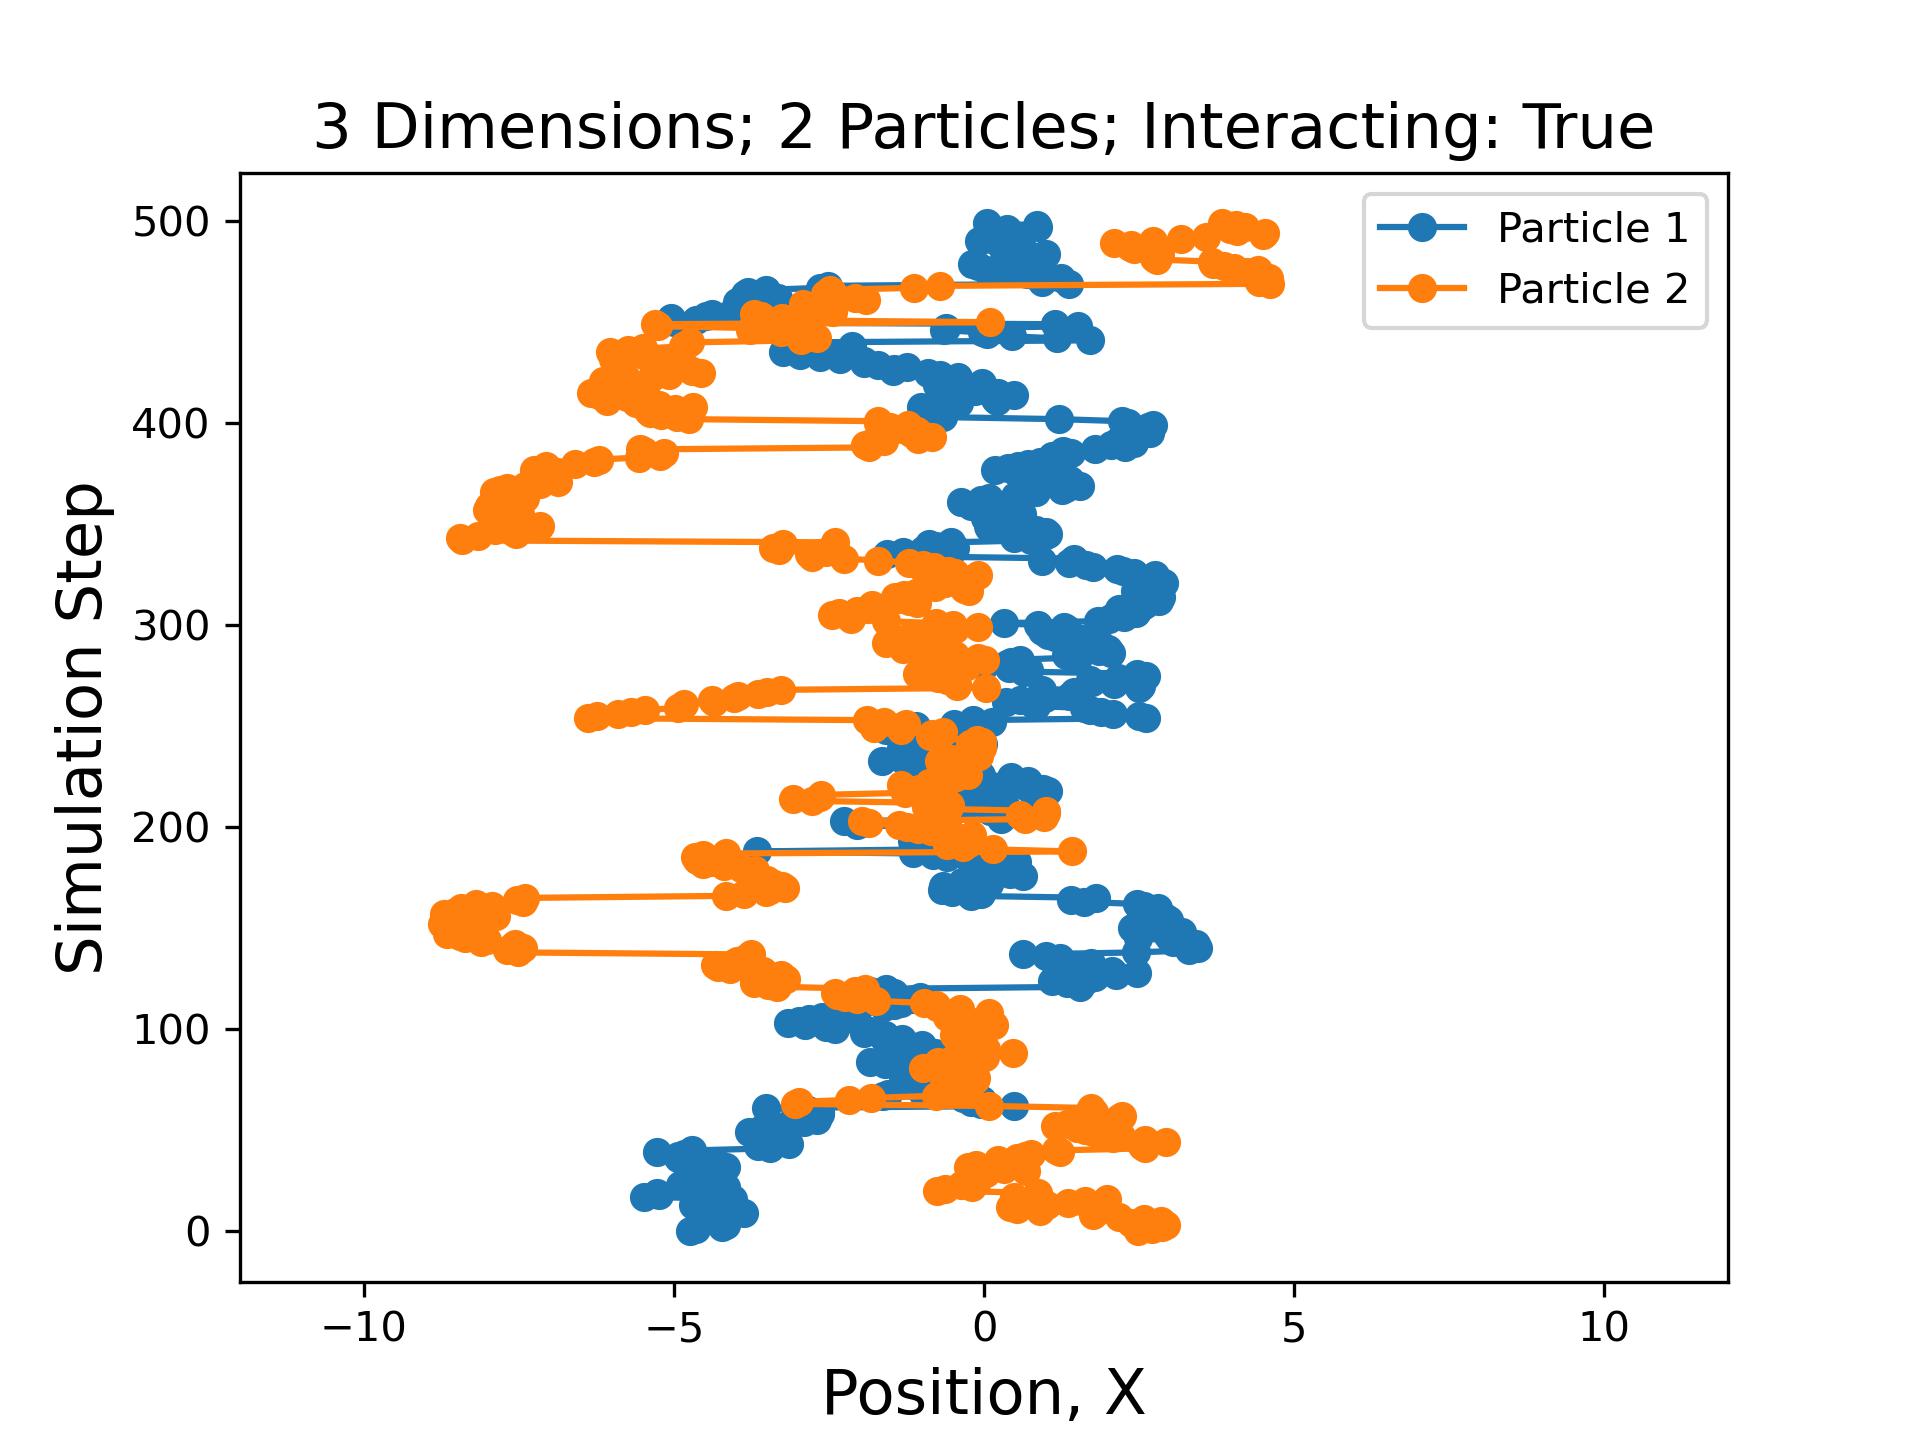 3 Dimensions; 2 Particles; Interacting: True
Particle 1
Particle 2
Simulation Step
500
400
300
200
100
0
−10 −5 0 5 10
Position, X